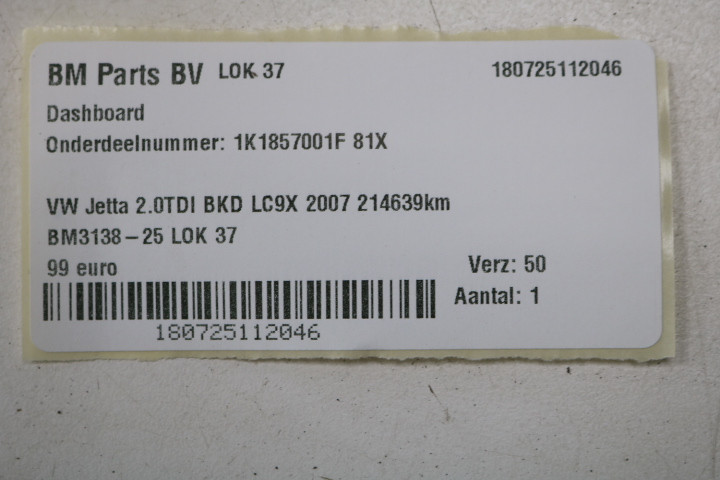 BM Parts BV LOK 37 180725112046
Dashboard
Onderdeelnummer: 1K1857001F 81X
VW Jetta 2.0TDI BKD LC9X 2007 214639km
BM3138-25 LOK 37
99 euro Verz: 50
Aantal: 1
180725112046